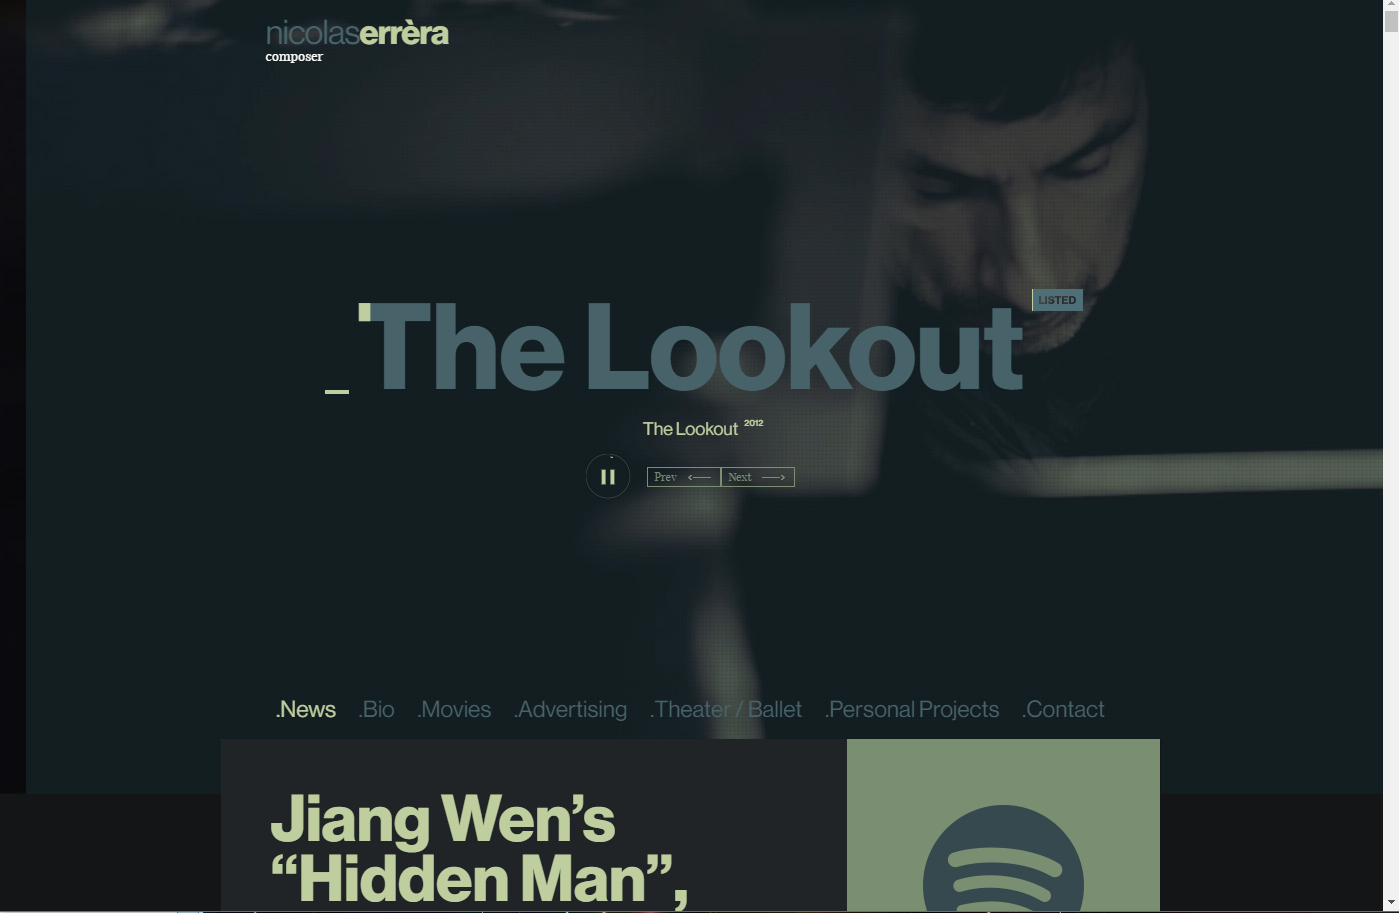 nicolaserrèra
composer
LISTED
The Lookout
The Lookout 2012
Prev Next
.News .Bio .Movies .Advertising .Theater / Ballet .Personal Projects .Contact
Jiang Wen’s
“Hidden Man”,